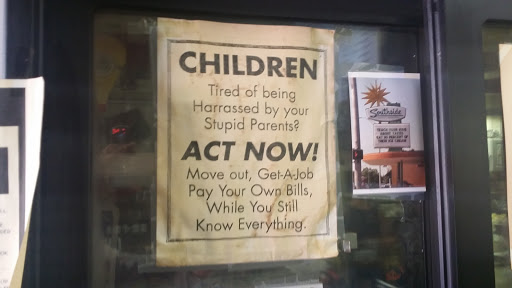 CHILDREN
Tired of being
Harrassed by your
Stupid Parents?
ACT NOW!
Move out, Get-A-Job
Pay Your Own Bills,
While You Still
Know Everything.
Southside